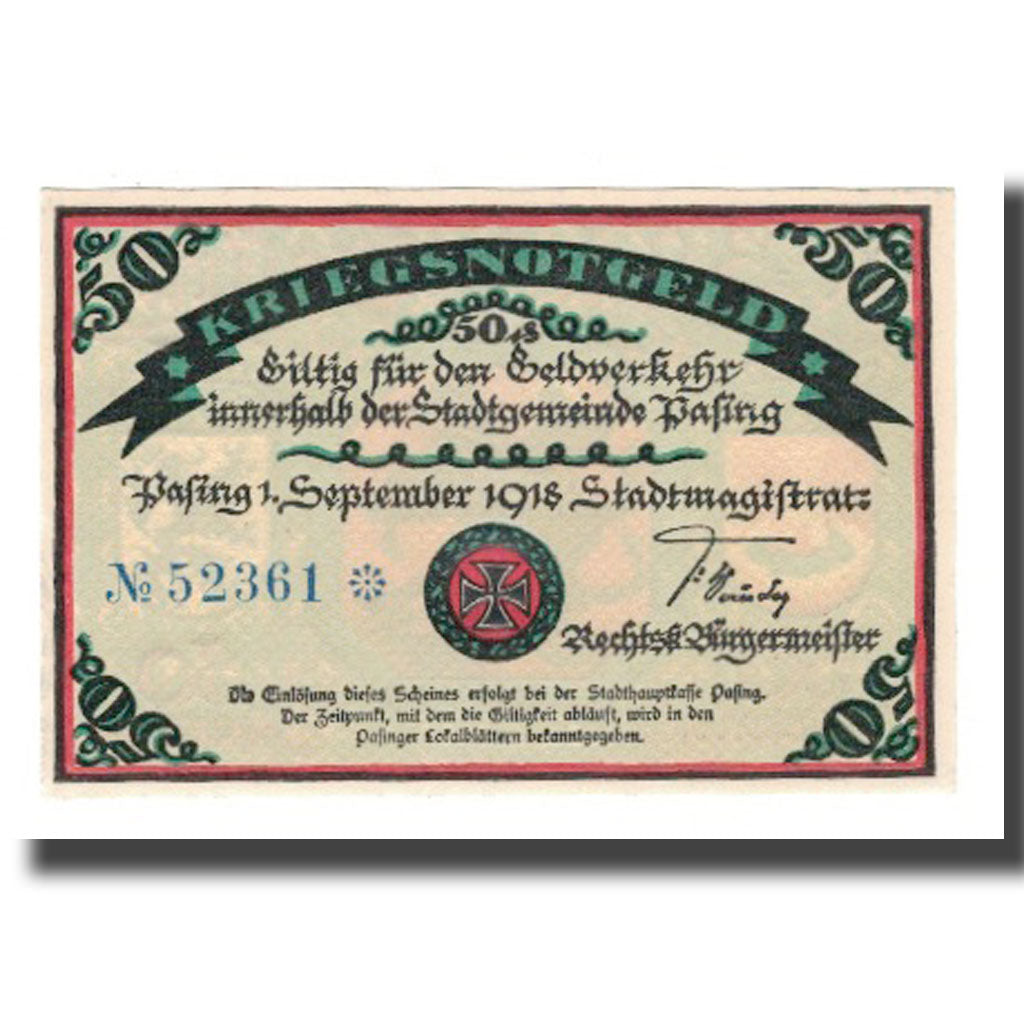 50
50
KRIEGSNOTGELD
50 ₰
Giltig für den Geldverkehr
innerhalb der Stadtgemeinde Pasing
Pasing 1. September 1918 Stadtmagistrat:
№ 52361
Rechtsk. Bürgermeister
Die Einlösung dieses Scheines erfolgt bei der Stadthauptkasse Pasing.
Der Zeitpunkt, mit dem die Giltigkeit abläuft, wird in den
Pasinger Lokalblättern bekanntgegeben.
50
50